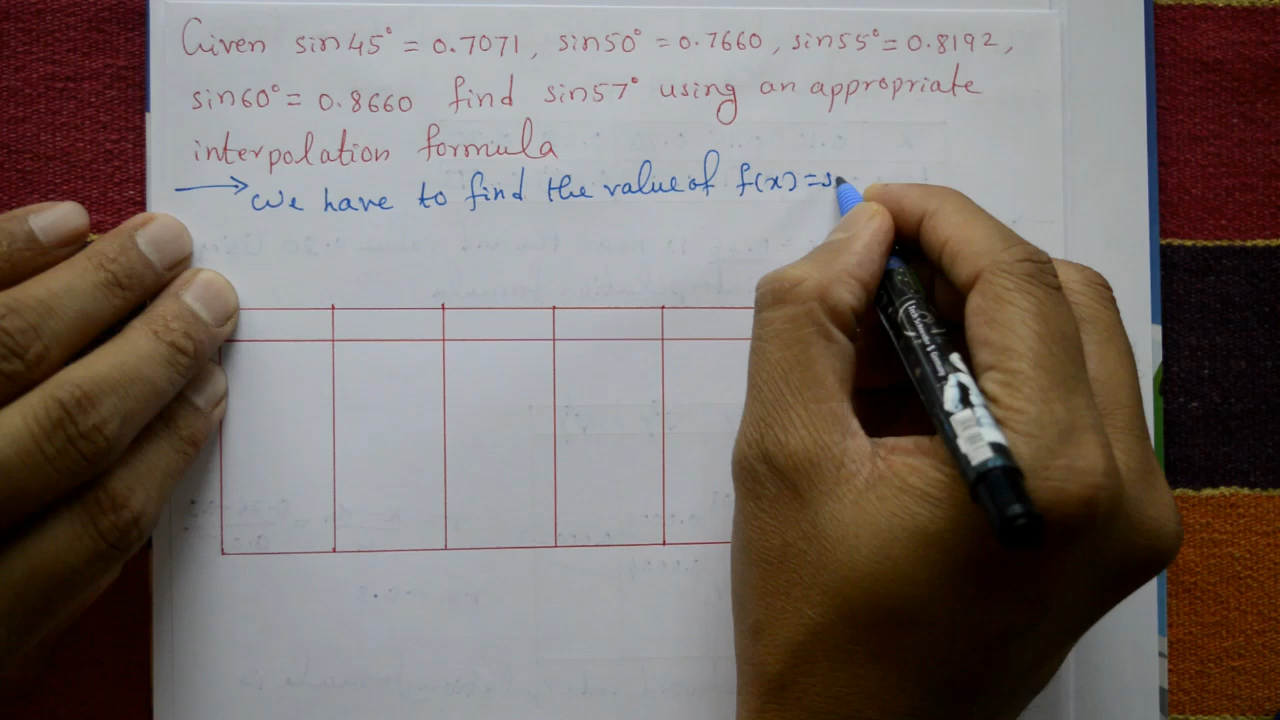 Given sin45° = 0.7071, sin50° = 0.7660, sin55° = 0.8192,
sin60° = 0.8660 find sin57° using an appropriate
interpolation formula
→ We have to find the value of f(x) = s